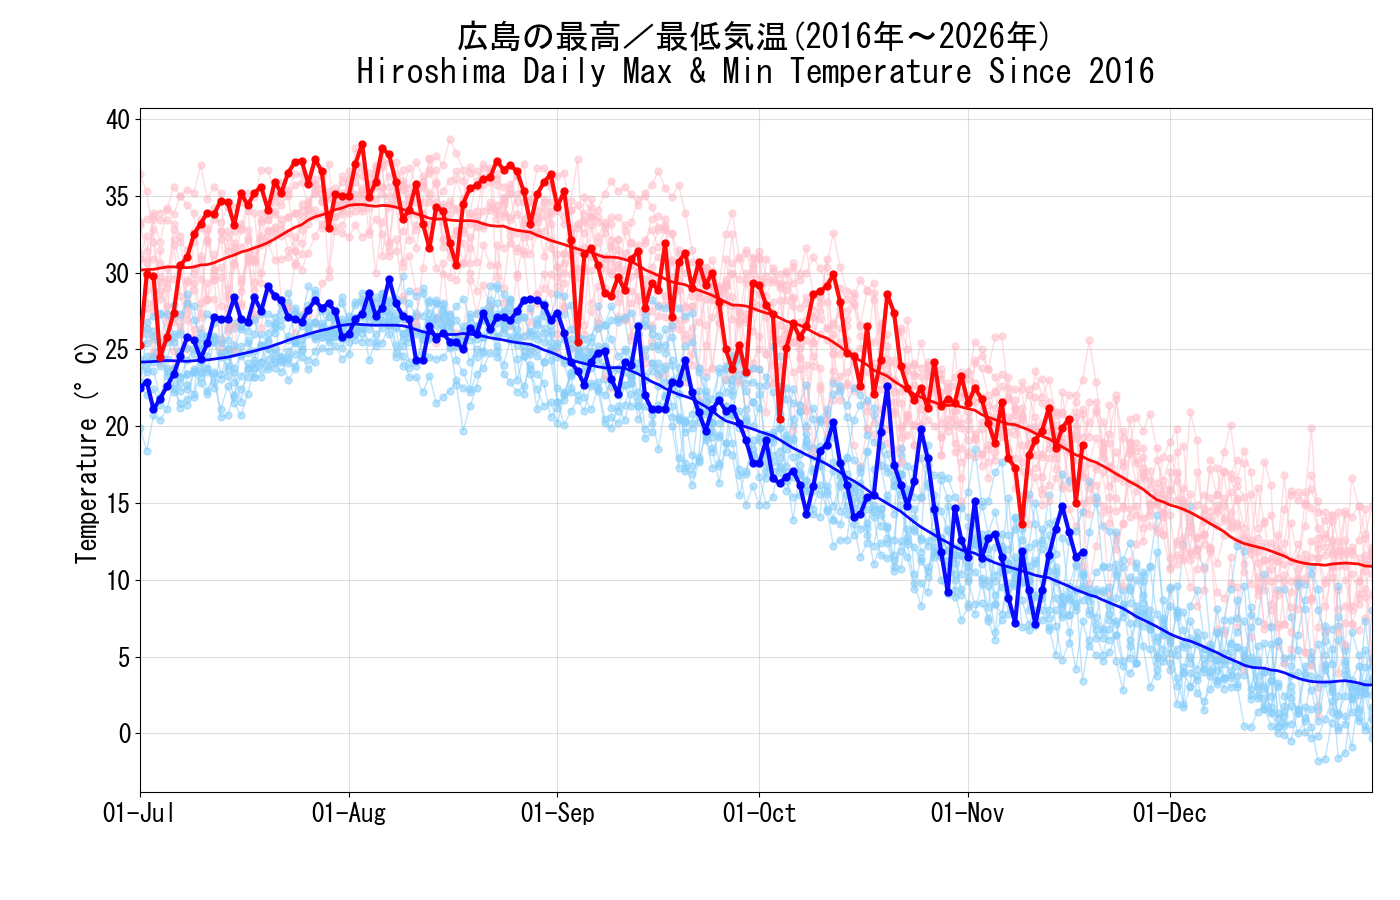 広島の最高／最低気温(2016年～2026年)
Hiroshima Daily Max & Min Temperature Since 2016
Temperature (° C)
40
35
30
25
20
15
10
5
0
01-Jul 01-Aug 01-Sep 01-Oct 01-Nov 01-Dec